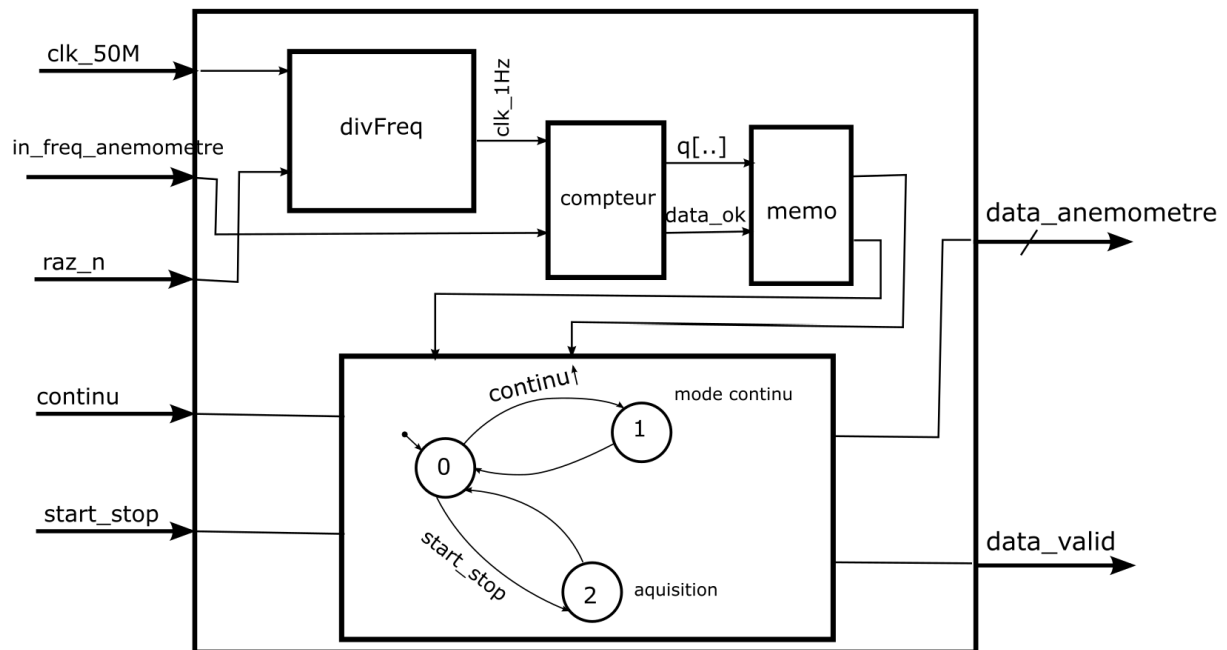 clk_50M
divFreq
clk_1Hz
in_freq_anemometre
q[..]
compteur
data_ok
memo
data_anemometre
raz_n
continu
continu↑
mode continu
1
0
start_stop
start_stop
2
aquisition
data_valid